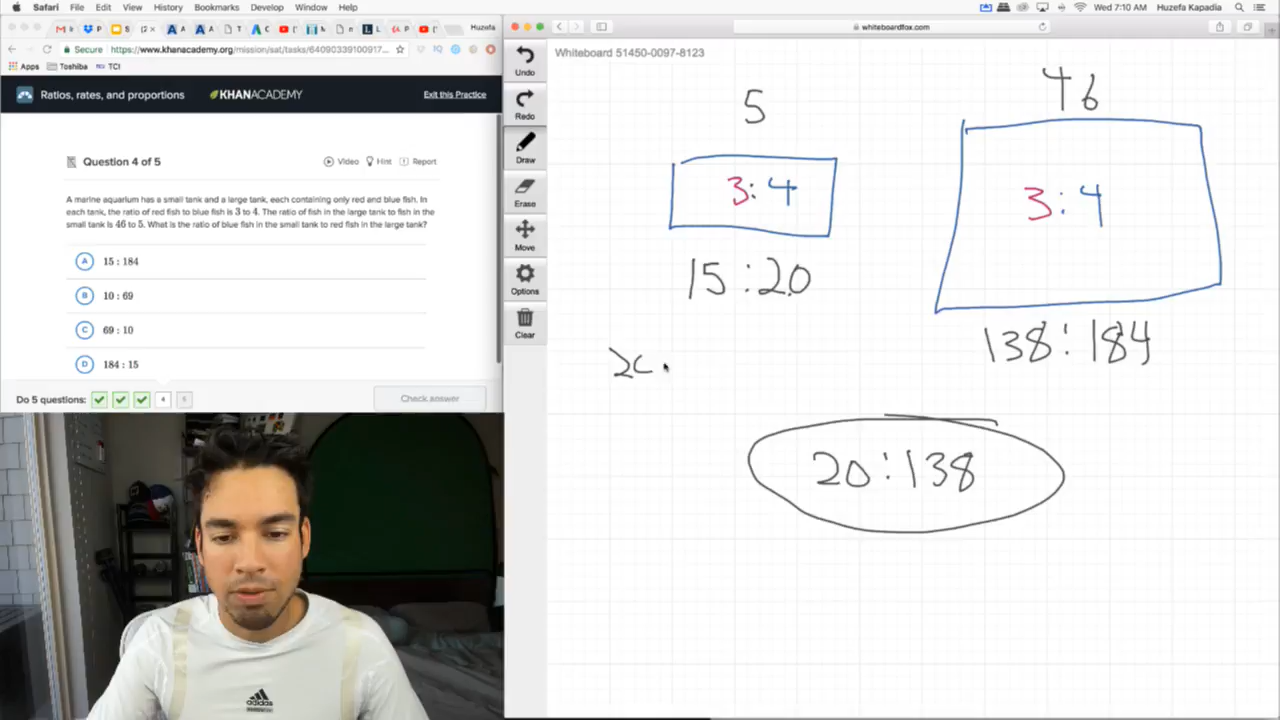 Safari File Edit View History Bookmarks Develop Window Help
Wed 7:10 AM Huzefa Kapadia
Huzefa
Secure https://www.khanacademy.org/mission/sat/tasks/64090339100917...
Apps Toshiba TCI
Ratios, rates, and proportions
KHANACADEMY
Exit this Practice
Question 4 of 5
Video Hint Report
A marine aquarium has a small tank and a large tank, each containing only red and blue fish. In
each tank, the ratio of red fish to blue fish is 3 to 4. The ratio of fish in the large tank to fish in the
small tank is 46 to 5. What is the ratio of blue fish in the small tank to red fish in the large tank?
A 15 : 184
B 10 : 69
C 69 : 10
D 184 : 15
Do 5 questions: 4 5
Check answer
whiteboardfox.com
Whiteboard 51450-0097-8123
Undo
Redo
Draw
Erase
Move
Options
Clear
5
46
3:4
3:4
15:20
138:184
20:138
adidas